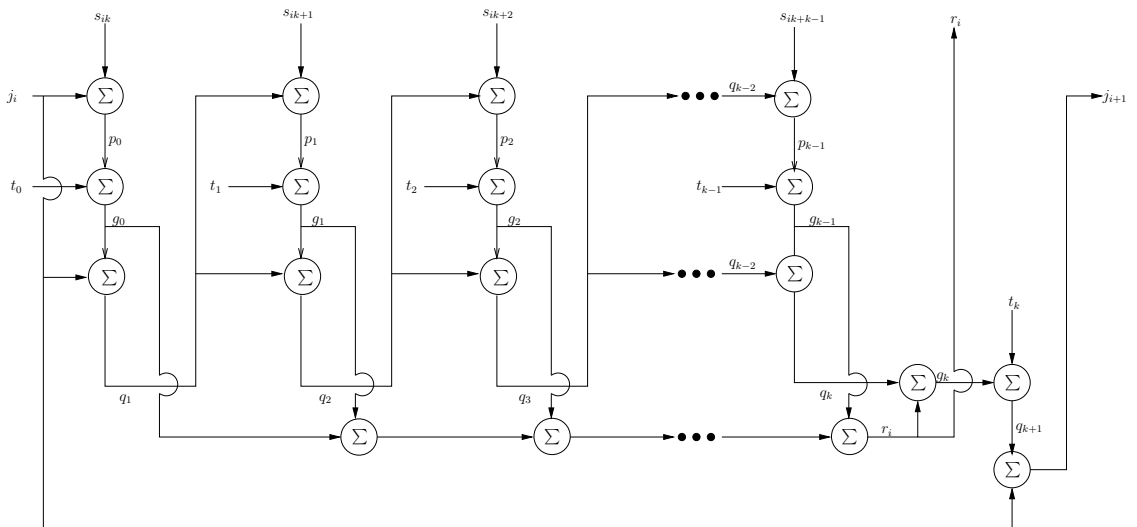 s_{ik} s_{ik+1} s_{ik+2} s_{ik+k-1} r_i
j_i Σ Σ Σ q_{k-2} Σ j_{i+1}
p_0 p_1 p_2 p_{k-1}
t_0 Σ t_1 Σ t_2 Σ t_{k-1} Σ
g_0 g_1 g_2 g_{k-1}
Σ Σ Σ q_{k-2} Σ
t_k
Σ g_k Σ
q_1 q_2 q_3 q_k
Σ Σ Σ r_i q_{k+1}
Σ